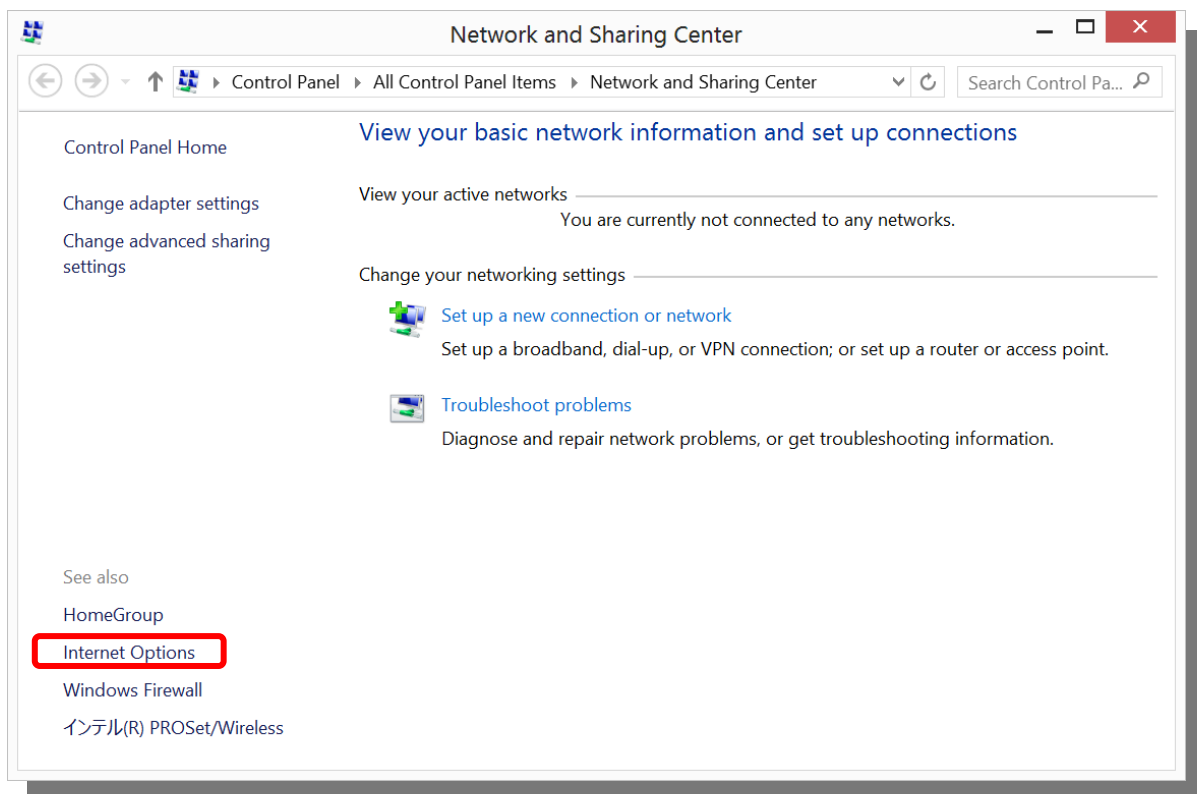 Network and Sharing Center
Control Panel All Control Panel Items Network and Sharing Center
Search Control Pa...
Control Panel Home
Change adapter settings
Change advanced sharing
settings
View your basic network information and set up connections
View your active networks
You are currently not connected to any networks.
Change your networking settings
Set up a new connection or network
Set up a broadband, dial-up, or VPN connection; or set up a router or access point.
Troubleshoot problems
Diagnose and repair network problems, or get troubleshooting information.
See also
HomeGroup
Internet Options
Windows Firewall
インテル(R) PROSet/Wireless